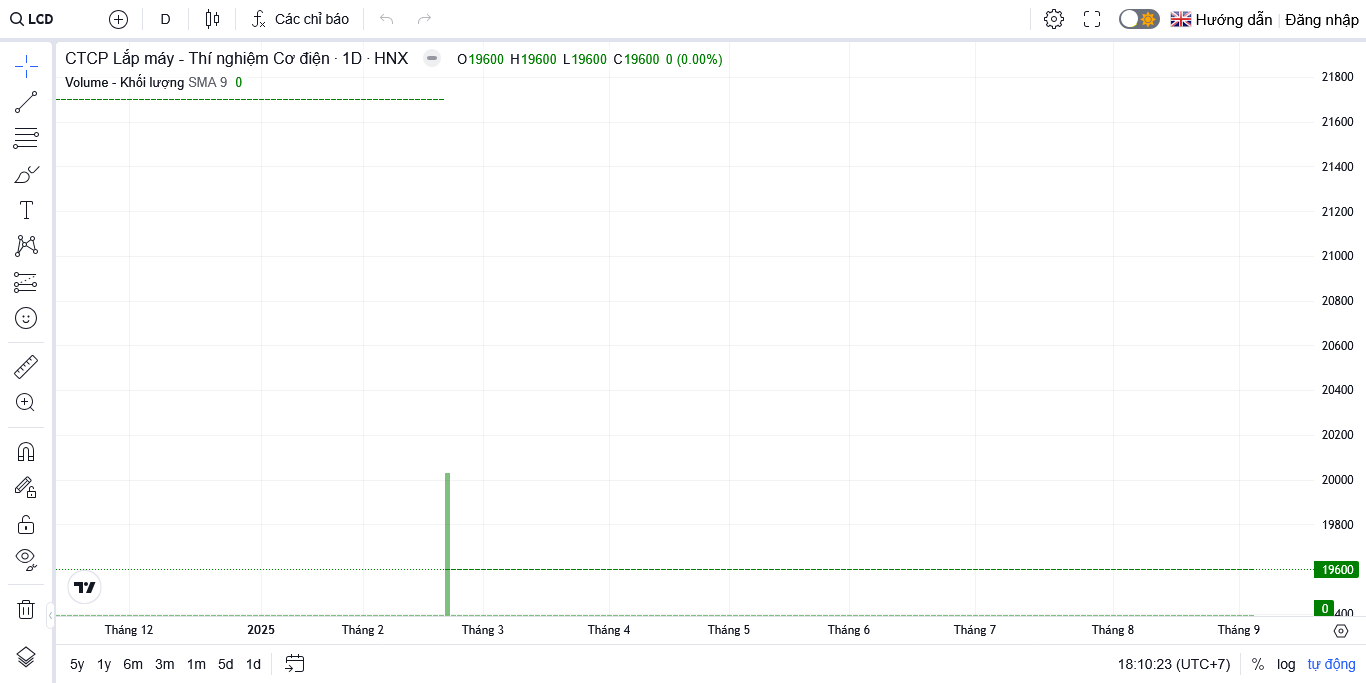 LCD D Các chỉ báo Hướng dẫn Đăng nhập
CTCP Lắp máy - Thí nghiệm Cơ điện · 1D · HNX O19600 H19600 L19600 C19600 0 (0.00%)
Volume - Khối lượng SMA 9 0
21800
21600
21400
21200
21000
20800
20600
20400
20200
20000
19800
19600
0
Tháng 12 2025 Tháng 2 Tháng 3 Tháng 4 Tháng 5 Tháng 6 Tháng 7 Tháng 8 Tháng 9
5y 1y 6m 3m 1m 5d 1d 18:10:23 (UTC+7) % log tự động